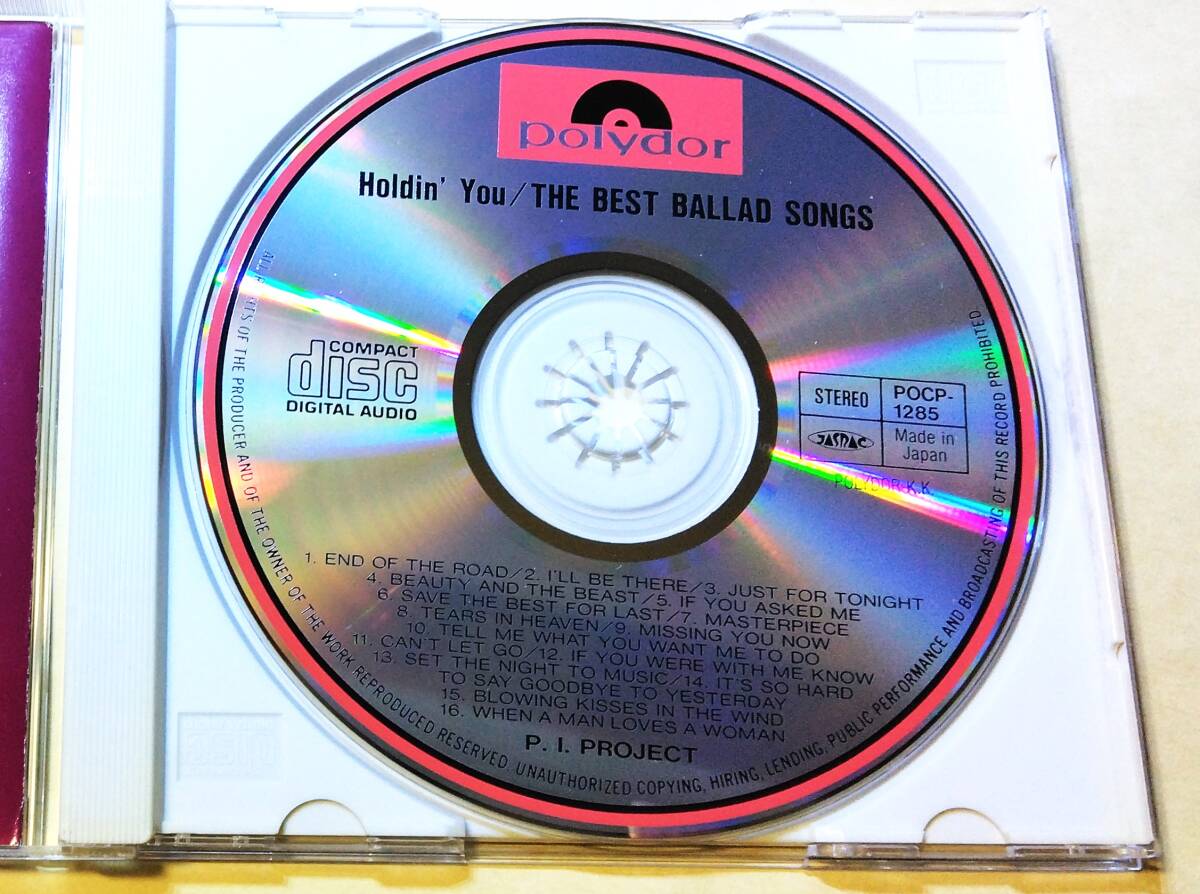 polydor
Holdin' You/THE BEST BALLAD SONGS
COMPACT
disc
DIGITAL AUDIO
STEREO
POCP-
1285
JASRAC
Made in
Japan
POLYDOR K.K.
1. END OF THE ROAD/2. I'LL BE THERE/3. JUST FOR TONIGHT
4. BEAUTY AND THE BEAST/5. IF YOU ASKED ME
6. SAVE THE BEST FOR LAST/7. MASTERPIECE
8. TEARS IN HEAVEN/9. MISSING YOU NOW
10. TELL ME WHAT YOU WANT ME TO DO
11. CAN'T LET GO/12. IF YOU WERE WITH ME KNOW
13. SET THE NIGHT TO MUSIC/14. IT'S SO HARD
TO SAY GOODBYE TO YESTERDAY
15. BLOWING KISSES IN THE WIND
16. WHEN A MAN LOVES A WOMAN
P. I. PROJECT
ALL RIGHTS OF THE PRODUCER AND OF THE OWNER OF THE WORK REPRODUCED RESERVED. UNAUTHORIZED COPYING, HIRING, LENDING, PUBLIC PERFORMANCE AND BROADCASTING OF THIS RECORD PROHIBITED